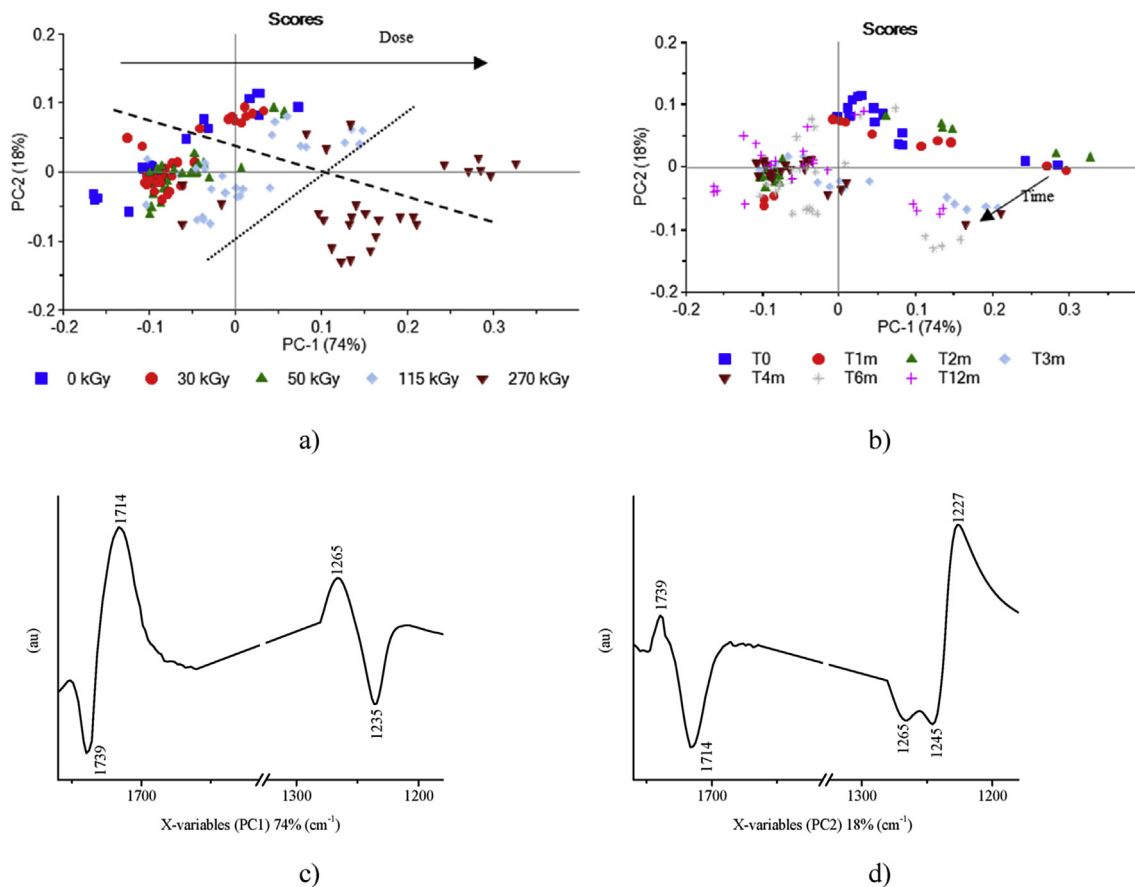 Scores
Dose
PC-2 (18%)
0.2
0.1
0
-0.1
-0.2
-0.2 -0.1 0 0.1 0.2 0.3
PC-1 (74%)
0 kGy 30 kGy 50 kGy 115 kGy 270 kGy
a)
Scores
Time
PC-2 (18%)
0.2
0.1
0
-0.1
-0.2
-0.2 -0.1 0 0.1 0.2 0.3
PC-1 (74%)
T0 T1m T2m T3m
T4m T6m T12m
b)
(au)
1739
1714
1265
1235
1700 1300 1200
X-variables (PC1) 74% (cm-1)
c)
(au)
1739
1714
1265
1245
1227
1700 1300 1200
X-variables (PC2) 18% (cm-1)
d)